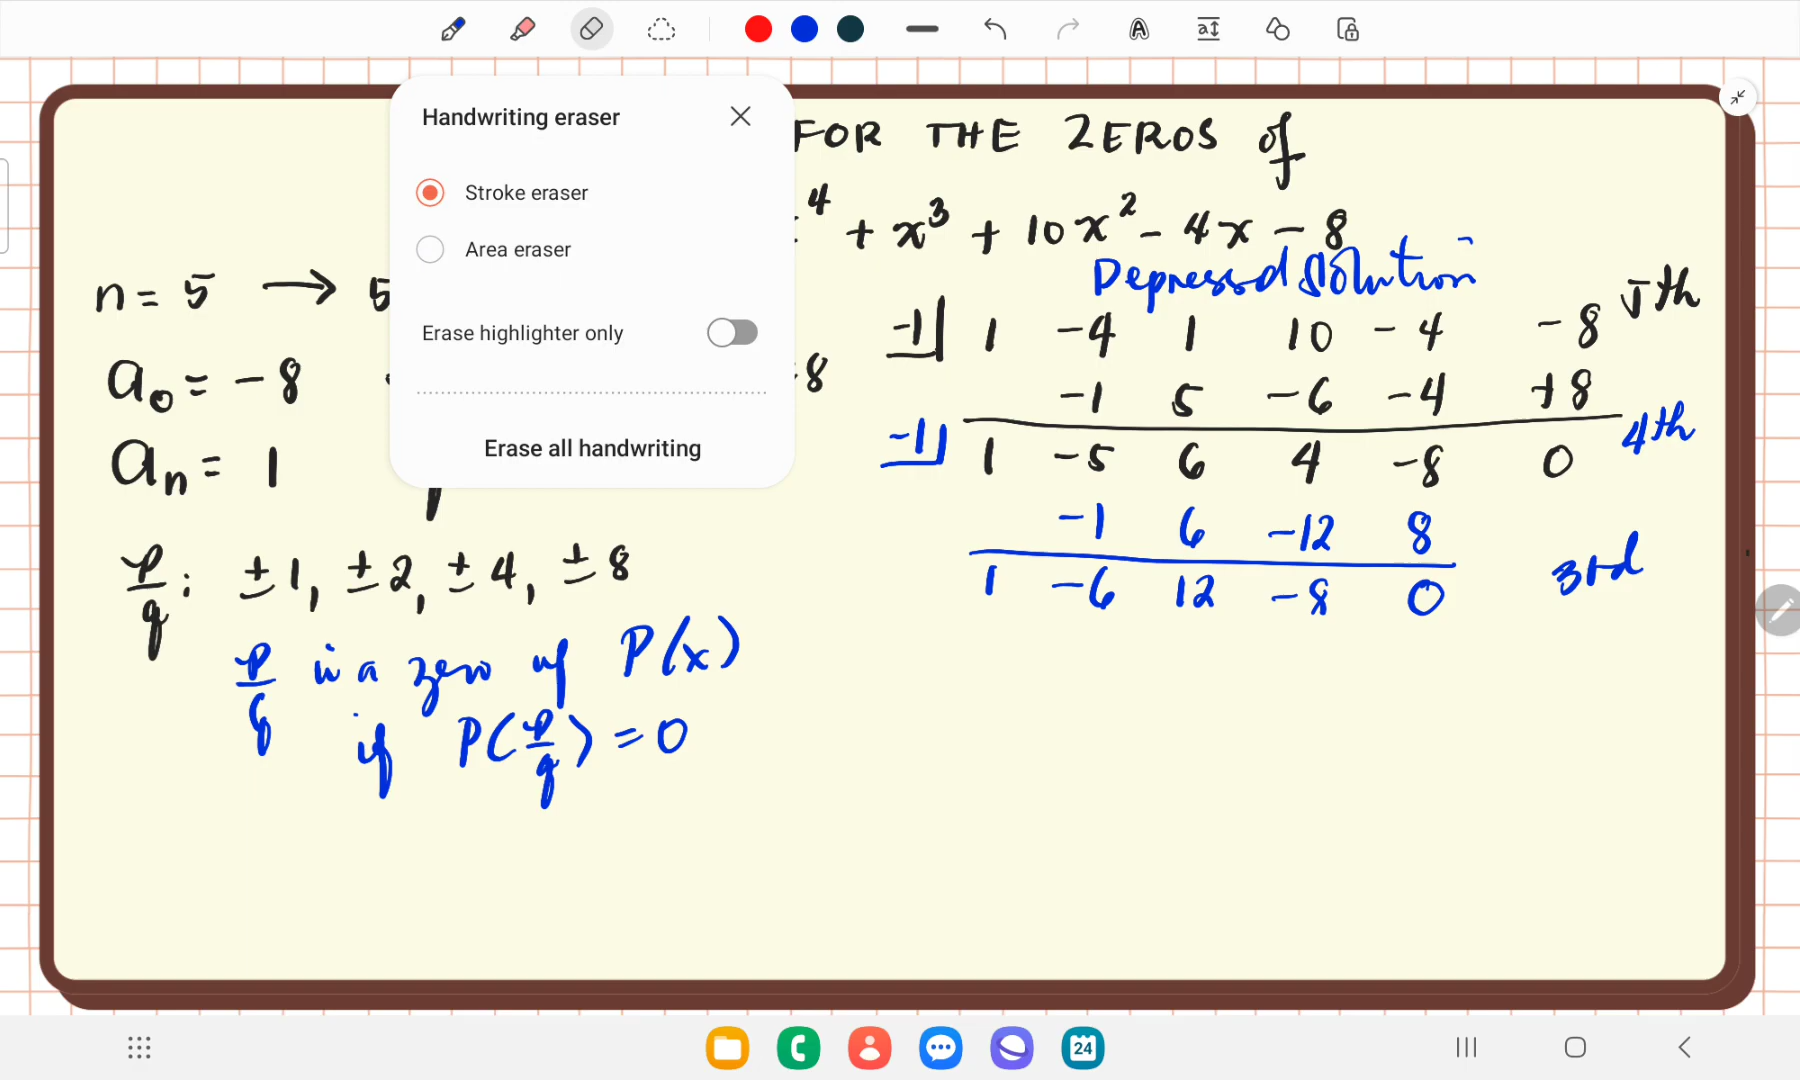 Handwriting eraser
Stroke eraser
Area eraser
Erase highlighter only
Erase all handwriting
FOR THE ZEROS of
⁴ + x³ + 10x² - 4x - 8
n = 5 → 5
a₀ = -8
8
aₙ = 1
p/q : ±1, ±2, ±4, ±8
p/q is a zero of P(x)
if P(p/q) = 0
Depressed solution
-1| 1 -4 1 10 -4 -8 5th
-1 5 -6 -4 +8
-1| 1 -5 6 4 -8 0 4th
-1 6 -12 8
1 -6 12 -8 0 3rd
24